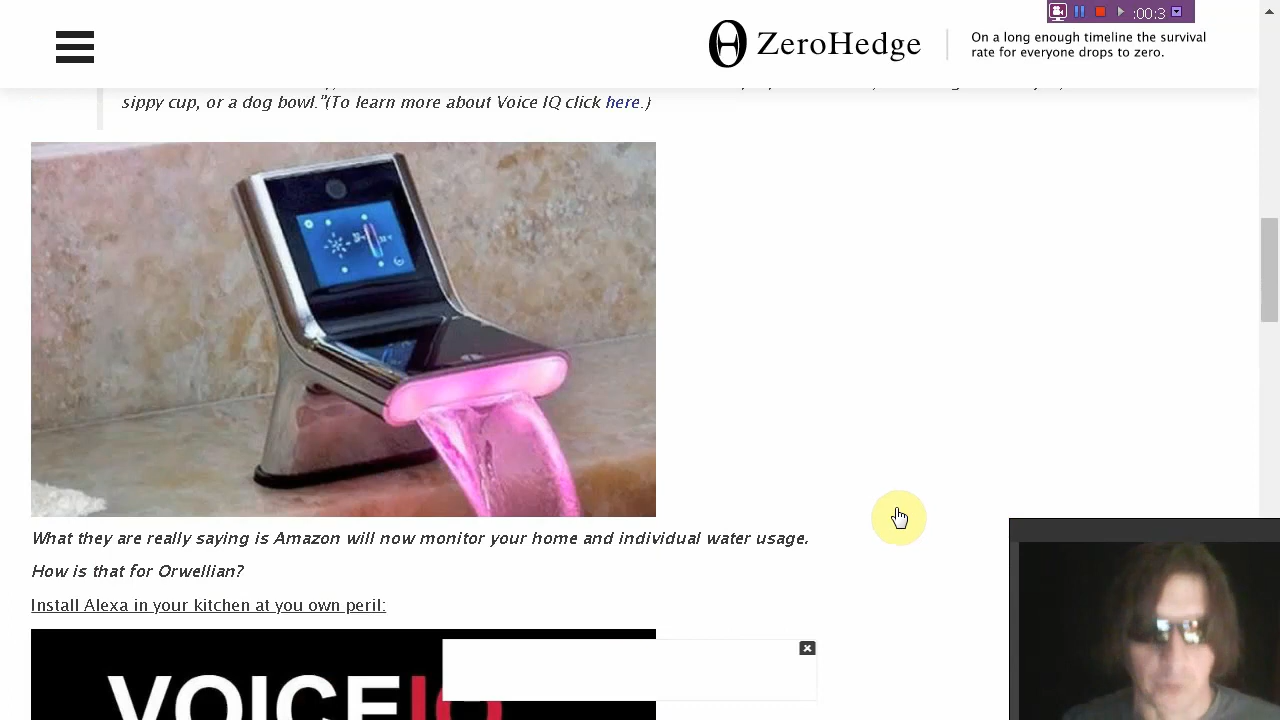 :00:3
ZeroHedge
On a long enough timeline the survival
rate for everyone drops to zero.
sippy cup, or a dog bowl."(To learn more about Voice IQ click here.)
What they are really saying is Amazon will now monitor your home and individual water usage.
How is that for Orwellian?
Install Alexa in your kitchen at you own peril:
VOICEIQ